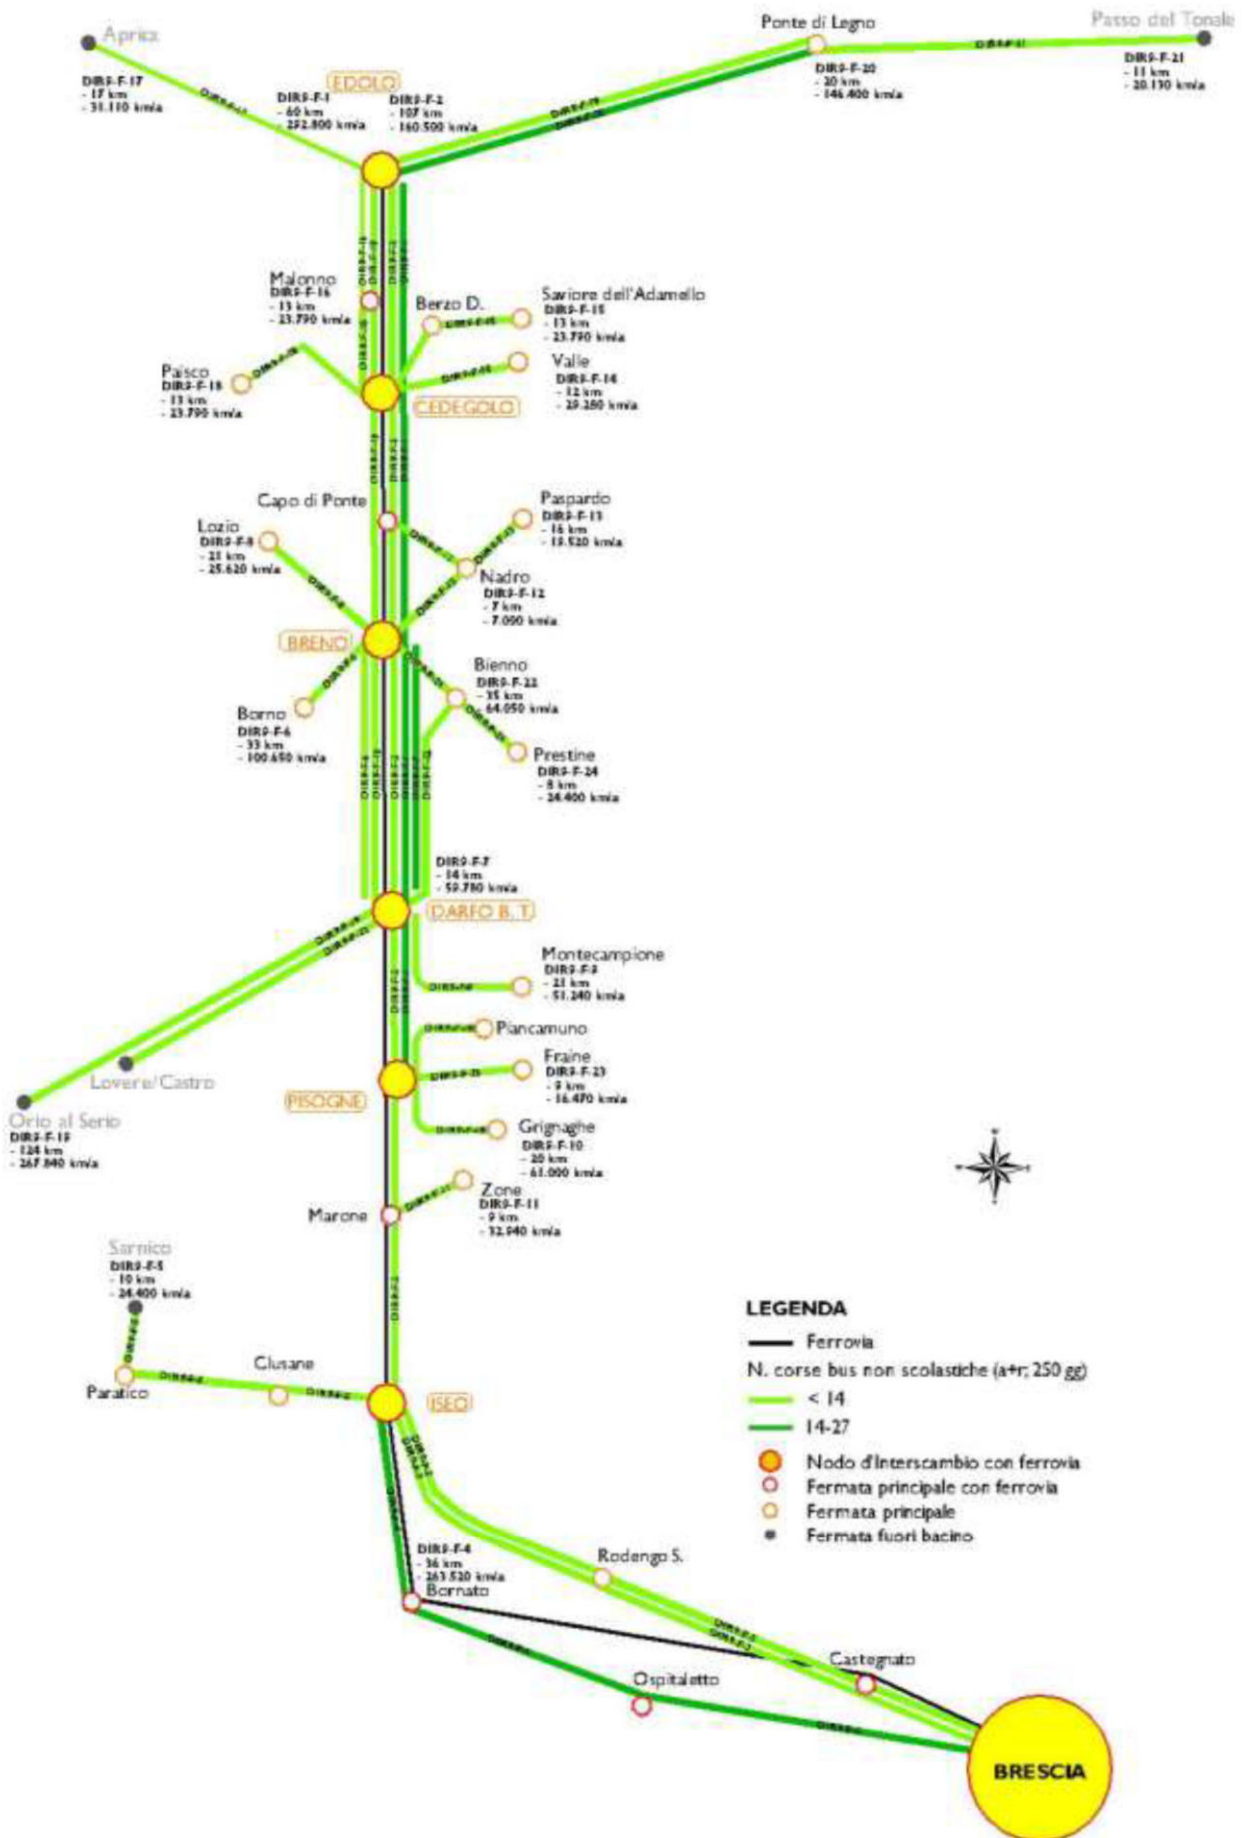 Aprica
Ponte di Legno
Passo del Tonale
EDOLO
DIR9-F-17
- 17 km
- 31.110 km/a
DIR9-F-1
- 60 km
- 292.800 km/a
DIR9-F-2
- 107 km
- 160.500 km/a
DIR9-F-20
- 20 km
- 146.400 km/a
DIR9-F-21
- 11 km
- 20.130 km/a
Malonno
DIR9-F-16
- 13 km
- 23.790 km/a
Berzo D.
Saviore dell'Adamello
DIR9-F-15
- 13 km
- 23.790 km/a
Paisco
DIR9-F-18
- 13 km
- 23.790 km/a
Valle
DIR9-F-14
- 12 km
- 29.280 km/a
CEDEGOLO
Capo di Ponte
Paspardo
DIR9-F-13
- 16 km
- 19.520 km/a
Lozio
DIR9-F-8
- 21 km
- 25.620 km/a
Nadro
DIR9-F-12
- 7 km
BRENO
Bienno
DIR9-F-22
- 35 km
- 64.050 km/a
Borno
DIR9-F-6
- 33 km
- 100.650 km/a
Prestine
DIR9-F-24
- 8 km
- 24.400 km/a
DIR9-F-7
- 14 km
- 59.780 km/a
DARFO B. T.
Montecampione
DIR9-F-9
- 21 km
- 51.240 km/a
Piancamuno
Fraine
DIR9-F-23
- 9 km
- 16.470 km/a
Lovere/Castro
PISOGNE
Orio al Serio
DIR9-F-19
- 124 km
- 267.840 km/a
Grignaghe
DIR9-F-10
- 20 km
- 61.000 km/a
Zone
DIR9-F-11
- 9 km
- 32.940 km/a
Marone
Sarnico
DIR9-F-5
- 10 km
- 24.400 km/a
Clusane
Paratico
ISEO
LEGENDA
Ferrovia
N. corse bus non scolastiche (a+r; 250 gg)
< 14
14-27
Nodo d'Interscambio con ferrovia
Fermata principale con ferrovia
Fermata principale
Fermata fuori bacino
DIR9-F-4
- 36 km
- 263.520 km/a
Bornato
Rodengo S.
Castegnato
Ospitaletto
BRESCIA